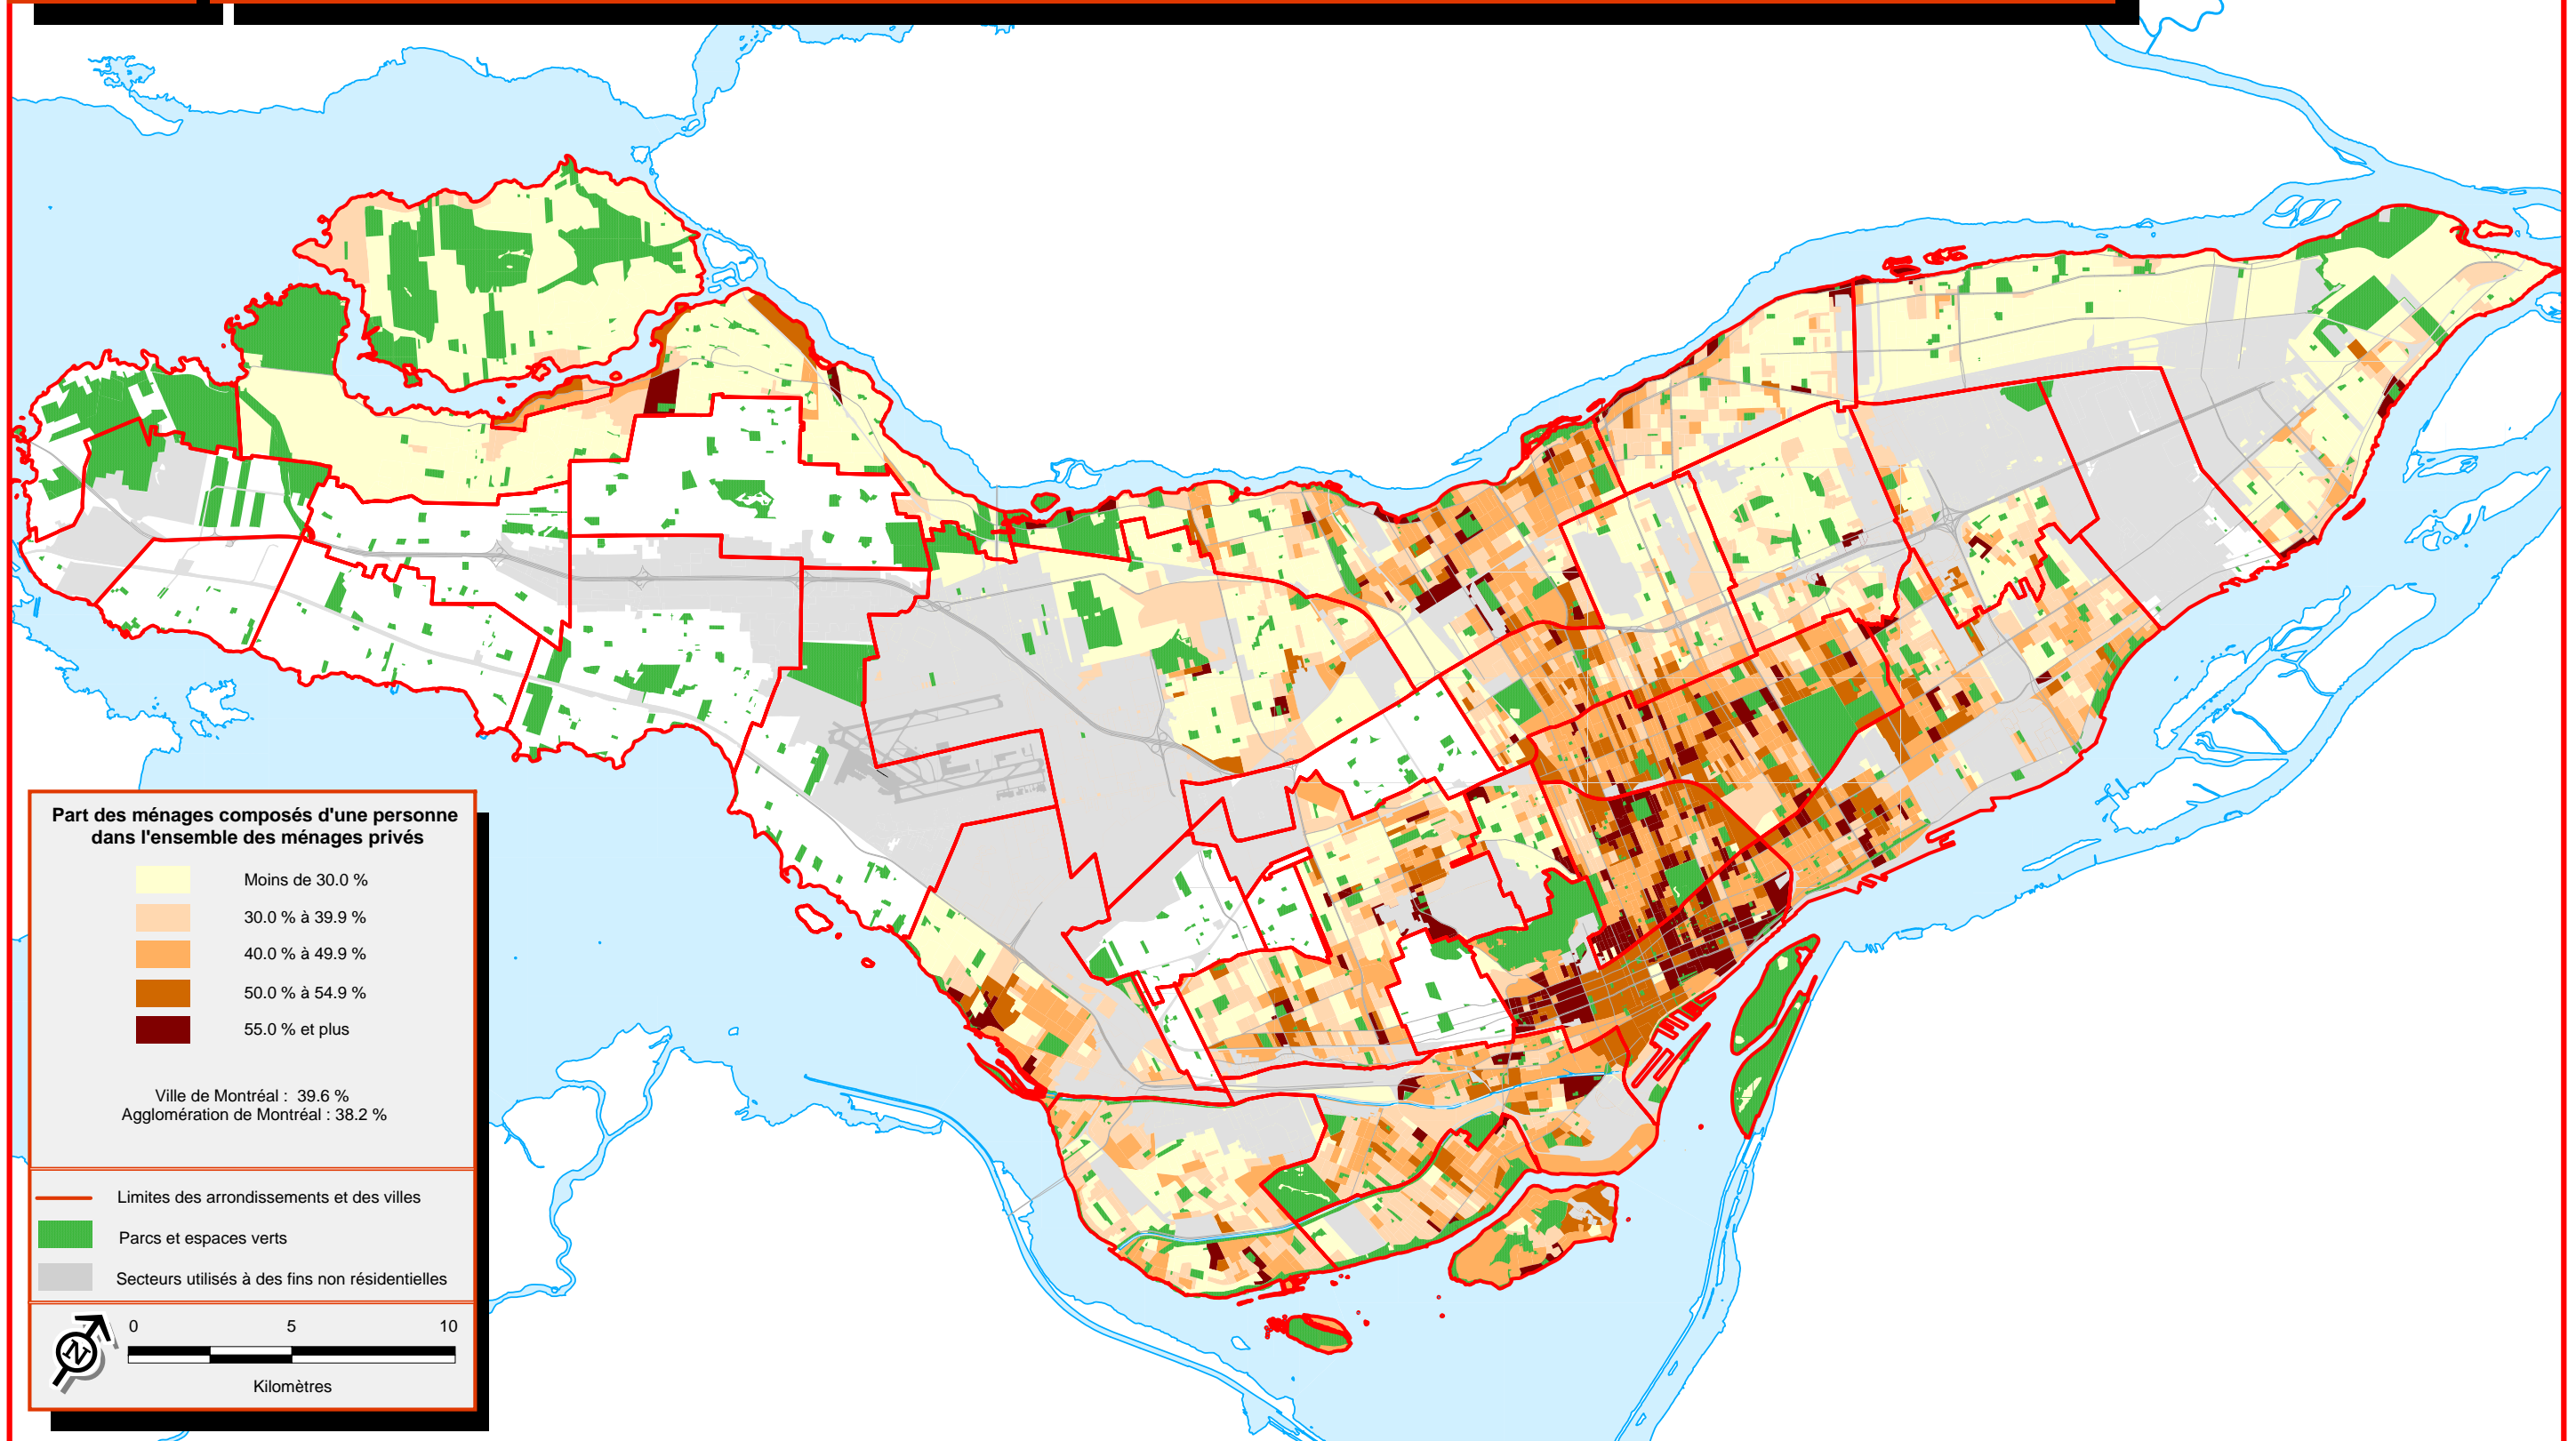 Part des ménages composés d'une personne
dans l'ensemble des ménages privés
Moins de 30.0 %
30.0 % à 39.9 %
40.0 % à 49.9 %
50.0 % à 54.9 %
55.0 % et plus
Ville de Montréal : 39.6 %
Agglomération de Montréal : 38.2 %
Limites des arrondissements et des villes
Parcs et espaces verts
Secteurs utilisés à des fins non résidentielles
N
0 5 10
Kilomètres